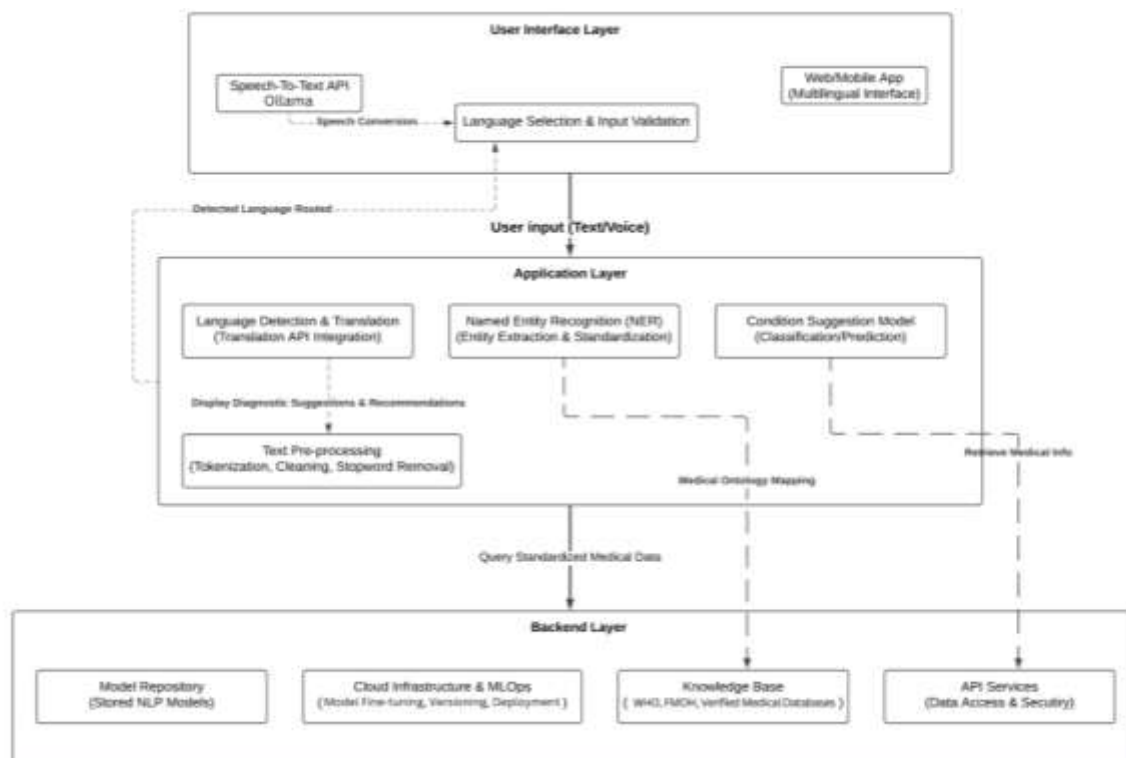 User Interface Layer
Speech-To-Text API
Ollama
Web/Mobile App
(Multilingual Interface)
Speech Conversion
Language Selection & Input Validation
Detected Language Routed
User input (Text/Voice)
Application Layer
Language Detection & Translation
(Translation API Integration)
Named Entity Recognition (NER)
(Entity Extraction & Standardization)
Condition Suggestion Model
(Classification/Prediction)
Display Diagnostic Suggestions & Recommendations
Text Pre-processing
(Tokenization, Cleaning, Stopword Removal)
Retrieve Medical Info
Medical Ontology Mapping
Query Standardized Medical Data
Backend Layer
Model Repository
(Stored NLP Models)
Cloud Infrastructure & MLOps
(Model Fine-tuning, Versioning, Deployment)
Knowledge Base
( WHO, FMOH, Verified Medical Databases )
API Services
(Data Access & Secutiry)